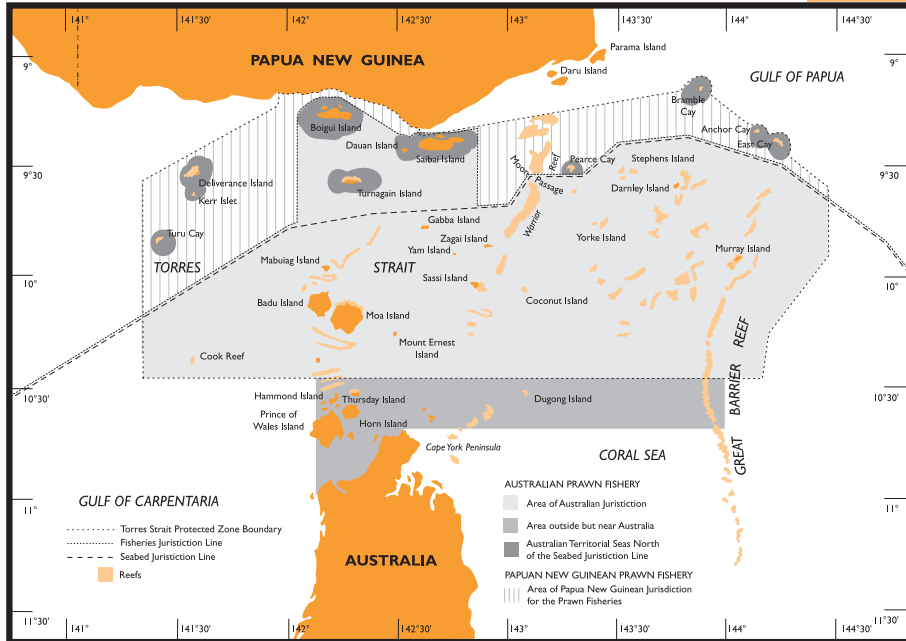 141°
141°30'
142°
142°30'
143°
143°30'
144°
144°30'
9°
9°
PAPUA NEW GUINEA
Parama Island
Daru Island
GULF OF PAPUA
Bramble
Cay
Boigui Island
Anchor Cay
East Cay
Dauan Island
Saibai Island
Moon Passage
Reef
Pearce Cay
Stephens Island
9°30'
9°30'
Deliverance Island
Kerr Islet
Turnagain Island
Darnley Island
Gabba Island
Warrior
Turu Cay
Zagai Island
Yorke Island
Yam Island
Murray Island
TORRES
STRAIT
Mabuiag Island
10°
10°
Sassi Island
Badu Island
Coconut Island
Moa Island
Mount Ernest
Island
Cook Reef
GREAT BARRIER REEF
10°30'
10°30'
Hammond Island
Thursday Island
Dugong Island
Prince of
Wales Island
Horn Island
Cape York Peninsula
CORAL SEA
GULF OF CARPENTARIA
11°
11°
Torres Strait Protected Zone Boundary
Fisheries Juristiction Line
Seabed Juristiction Line
Reefs
AUSTRALIA
AUSTRALIAN PRAWN FISHERY
Area of Australian Juristiction
Area outside but near Australia
Australian Territorial Seas North
of the Seabed Juristiction Line
PAPUAN NEW GUINEAN PRAWN FISHERY
Area of Papua New Guinean Jurisdiction
for the Prawn Fisheries
11°30'
11°30'
141°
141°30'
142°
142°30'
143°
143°30'
144°
144°30'